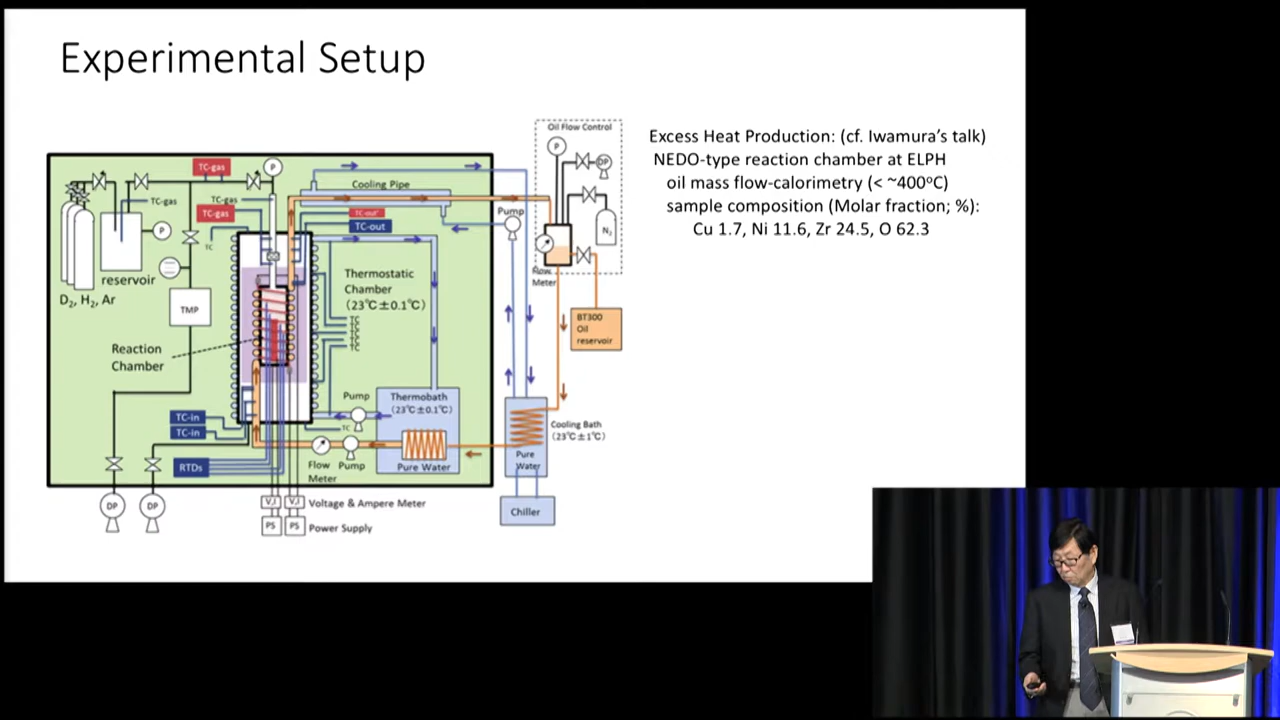 Experimental Setup
Excess Heat Production: (cf. Iwamura's talk)
NEDO-type reaction chamber at ELPH
oil mass flow-calorimetry (< ~400°C)
sample composition (Molar fraction; %):
Cu 1.7, Ni 11.6, Zr 24.5, O 62.3
Oil Flow Control
P
DP
N₂
Flow
Meter
BT300
Oil
reservoir
TC-gas
P
TC-gas
TC-gas
TC-gas
P
TC
reservoir
D₂, H₂, Ar
TMP
Cooling Pipe
TC-out'
TC-out
Pump
Thermostatic
Chamber
(23℃±0.1℃)
TC
TC
TC
TC
TC
Reaction
Chamber
Pump
Thermobath
(23℃±0.1℃)
TC-in
TC-in
TC
RTDs
Flow
Meter
Pump
Pure Water
Cooling Bath
(23℃±1℃)
Pure
Water
Chiller
DP
DP
V,I
V,I
Voltage & Ampere Meter
PS
PS
Power Supply